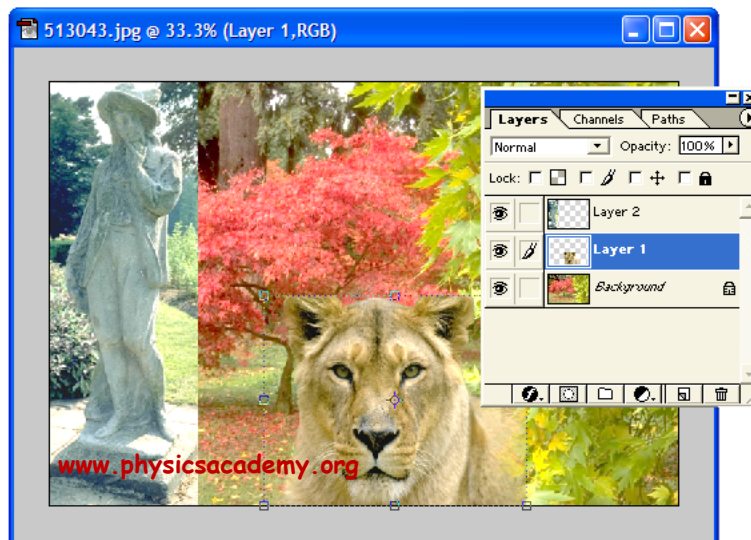 513043.jpg @ 33.3% (Layer 1,RGB)
Layers Channels Paths
Normal Opacity: 100%
Lock:
Layer 2
Layer 1
Background
www.physicsacademy.org